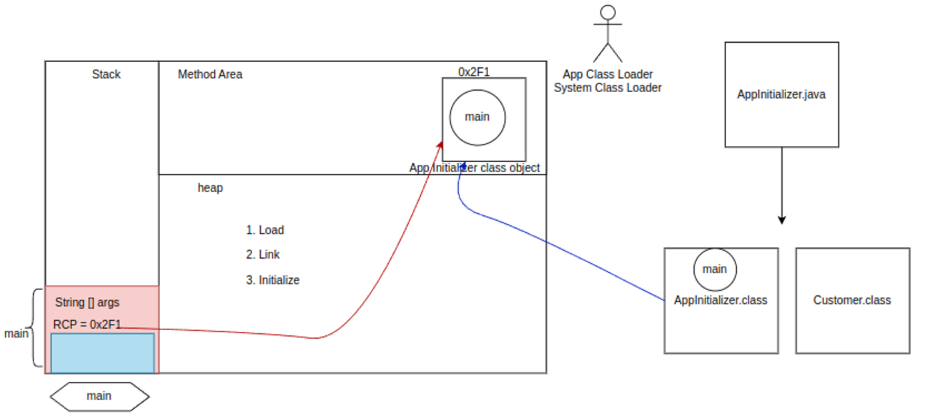 Stack
Method Area
0x2F1
main
App Initializer class object
heap
1. Load
2. Link
3. Initialize
String [] args
RCP = 0x2F1
main
main
App Class Loader
System Class Loader
AppInitializer.java
main
AppInitializer.class
Customer.class